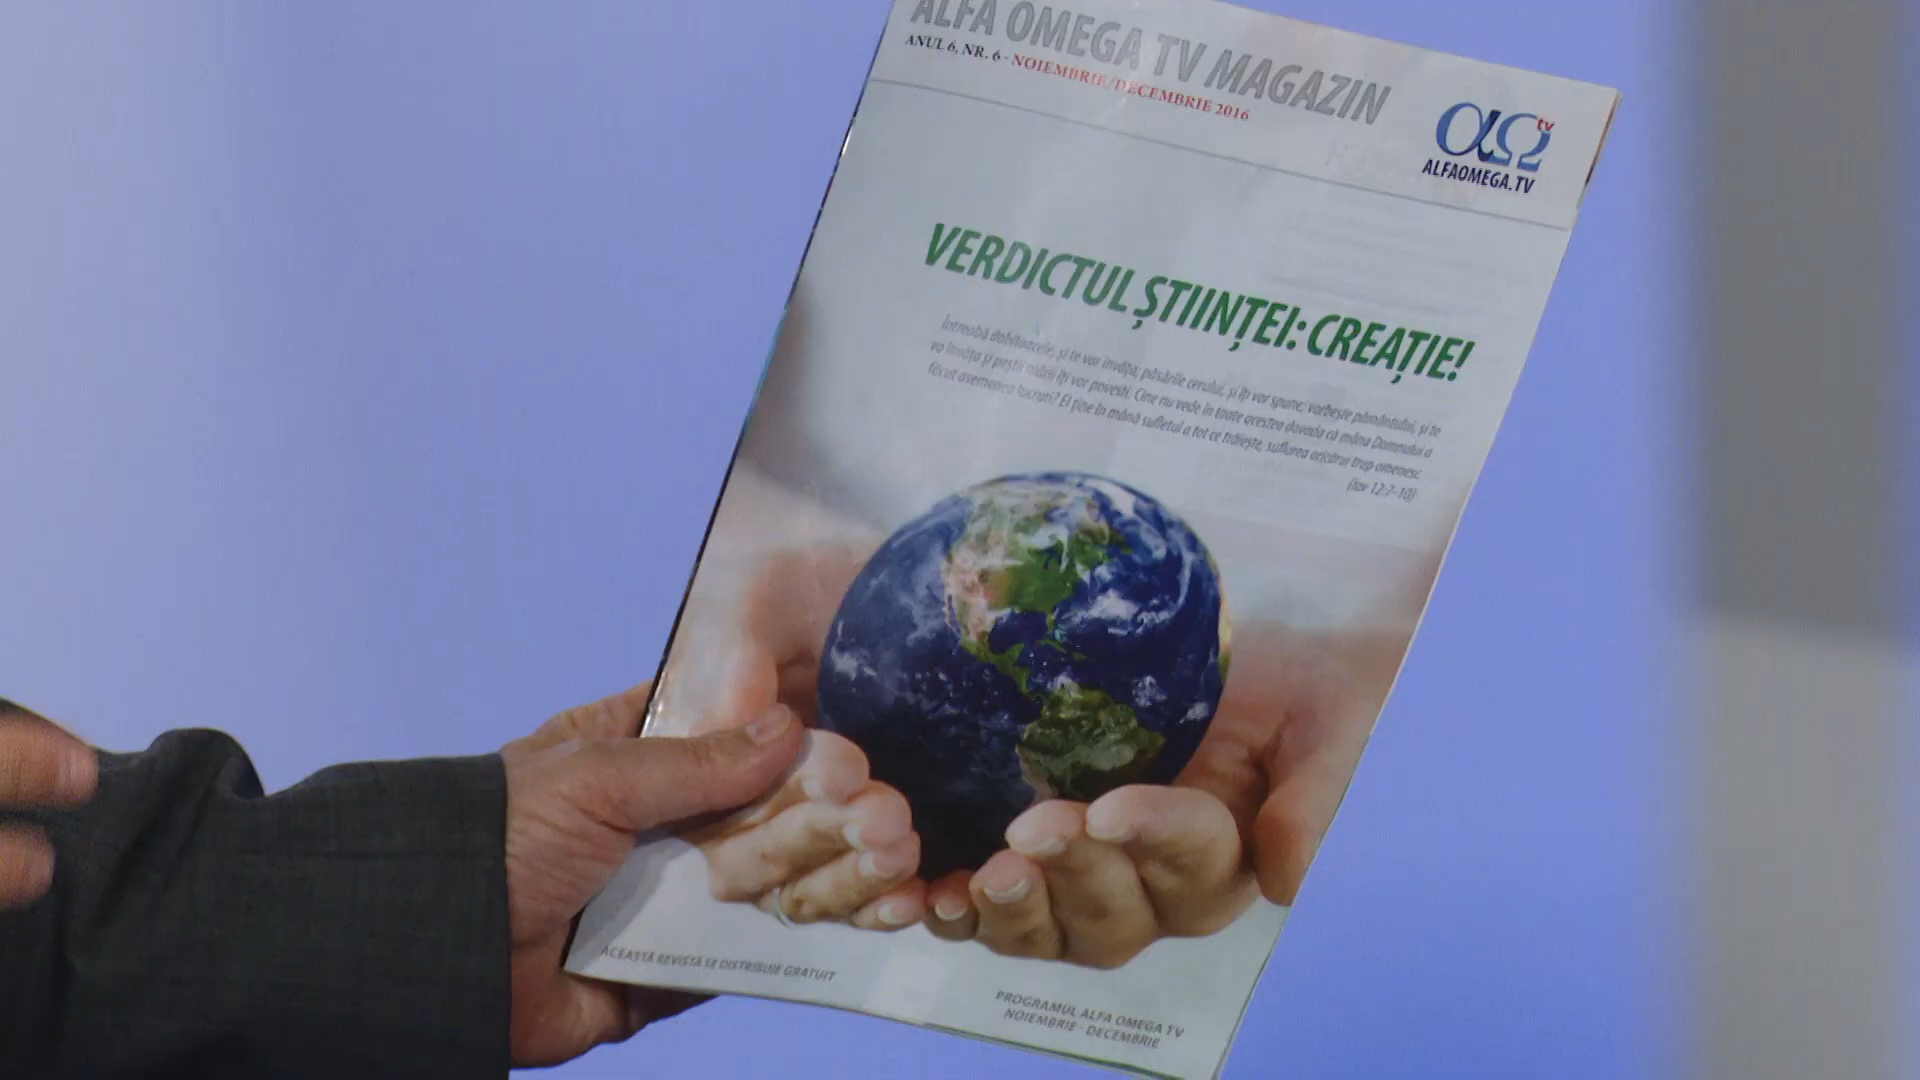 ALFA OMEGA TV MAGAZIN
ANUL 6, NR. 6 - NOIEMBRIE/DECEMBRIE 2016
αΩ tv
ALFAOMEGA.TV
VERDICTUL ȘTIINȚEI: CREAȚIE!
Întreabă dobitoacele, și te vor învăța; păsările cerului, și îți vor spune; vorbește pământului, și te
va învăța și peștii mării îți vor povesti. Cine nu vede în toate acestea dovada că mâna Domnului a
făcut asemenea lucruri? El ține în mână sufletul a tot ce trăiește, suflarea oricărui trup omenesc.
(Iov 12:7-10)
ACEASTĂ REVISTĂ SE DISTRIBUIE GRATUIT
PROGRAMUL ALFA OMEGA TV
NOIEMBRIE - DECEMBRIE